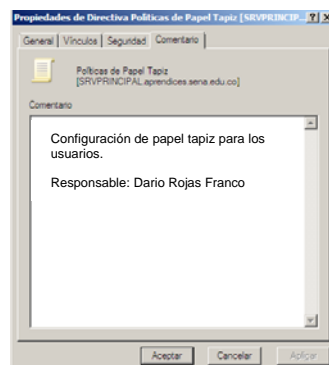 Propiedades de Directiva Politicas de Papel Tapiz [SRVPRINCIP...
General
Vínculos
Seguridad
Comentario
Políticas de Papel Tapiz
[SRVPRINCIPAL.aprendices.sena.edu.co]
Comentario
Configuración de papel tapiz para los
usuarios.
Responsable: Dario Rojas Franco
Aceptar
Cancelar
Aplicar